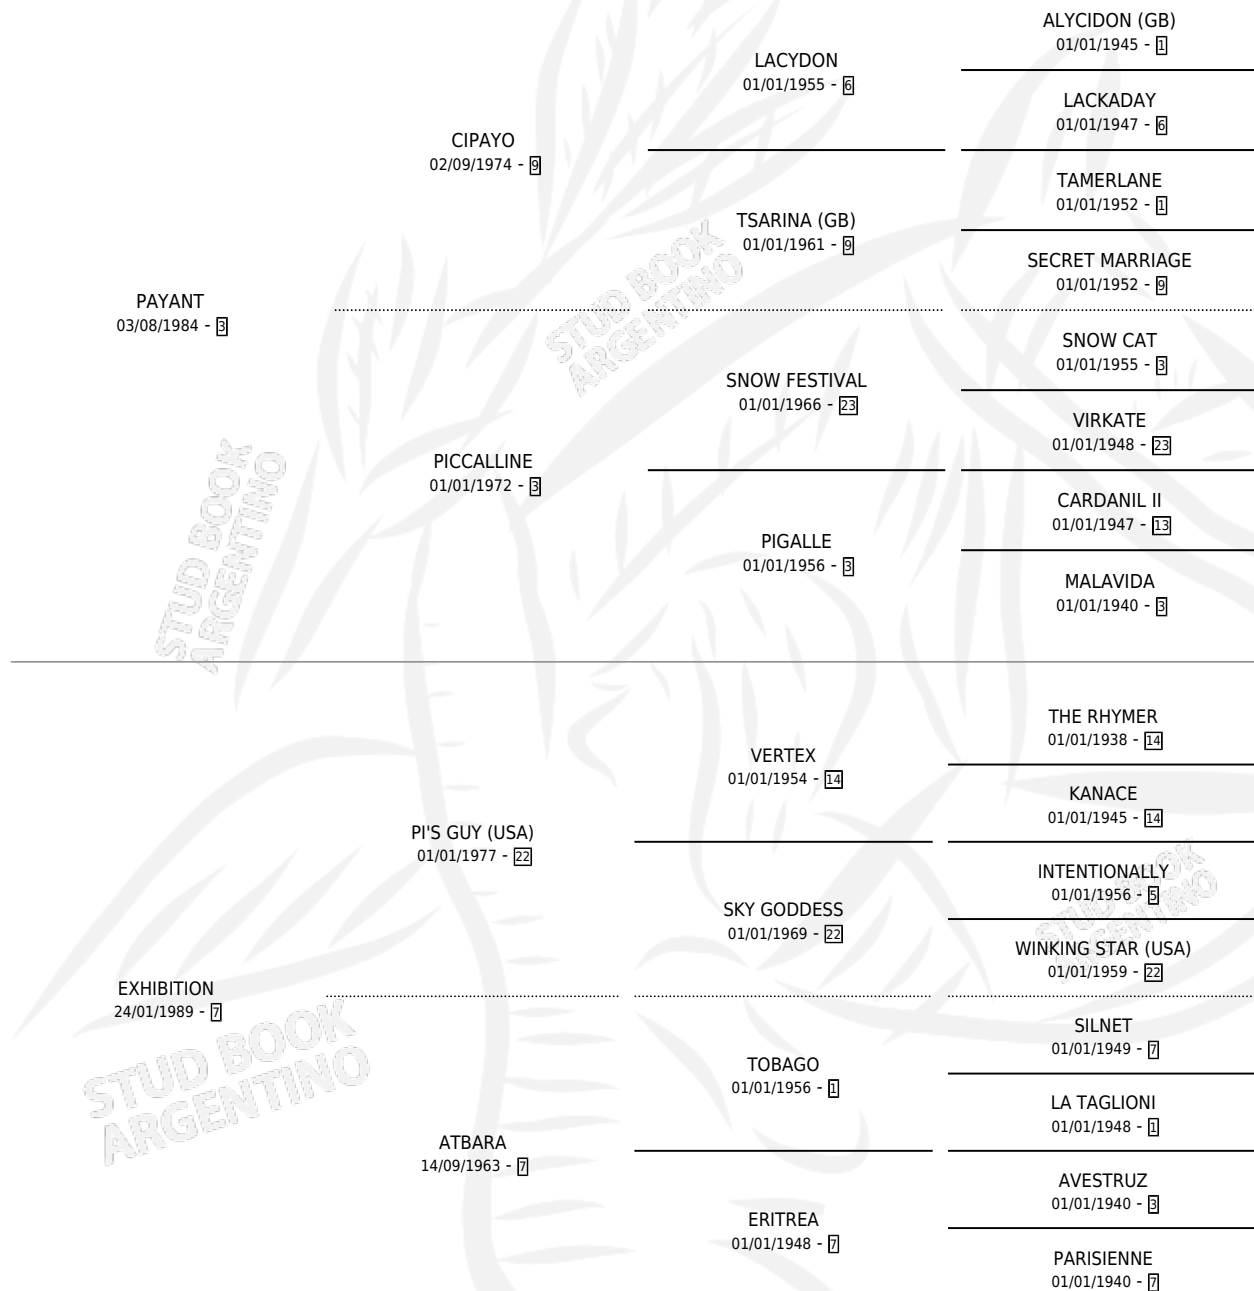 ALYCIDON (GB)
01/01/1945 - 1
LACYDON
01/01/1955 - 6
LACKADAY
01/01/1947 - 6
CIPAYO
02/09/1974 - 9
TAMERLANE
01/01/1952 - 1
TSARINA (GB)
01/01/1961 - 9
SECRET MARRIAGE
01/01/1952 - 9
PAYANT
03/08/1984 - 3
STUD BOOK
ARGENTINO
SNOW CAT
01/01/1955 - 3
SNOW FESTIVAL
01/01/1966 - 23
VIRKATE
01/01/1948 - 23
PICCALLINE
01/01/1972 - 3
CARDANIL II
01/01/1947 - 13
PIGALLE
01/01/1956 - 3
MALAVIDA
01/01/1940 - 3
STUD BOOK
ARGENTINO
THE RHYMER
01/01/1938 - 14
VERTEX
01/01/1954 - 14
KANACE
01/01/1945 - 14
PI'S GUY (USA)
01/01/1977 - 22
INTENTIONALLY
01/01/1956 - 5
SKY GODDESS
01/01/1969 - 22
WINKING STAR (USA)
01/01/1959 - 22
STUD BOOK
ARGENTINO
EXHIBITION
24/01/1989 - 7
STUD BOOK
ARGENTINO
SILNET
01/01/1949 - 7
TOBAGO
01/01/1956 - 1
LA TAGLIONI
01/01/1948 - 1
ATBARA
14/09/1963 - 7
AVESTRUZ
01/01/1940 - 3
ERITREA
01/01/1948 - 7
PARISIENNE
01/01/1940 - 7